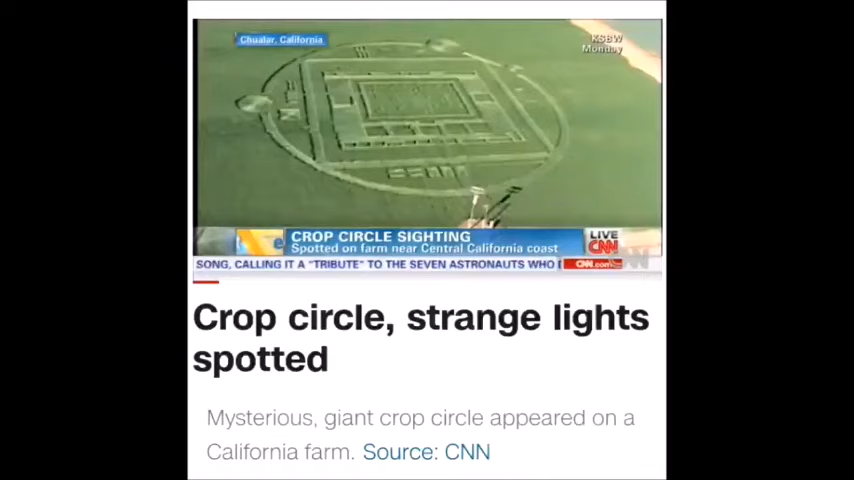 Chualar, California
KSBW
Monday
CROP CIRCLE SIGHTING
Spotted on farm near Central California coast
LIVE
CNN
SONG, CALLING IT A "TRIBUTE" TO THE SEVEN ASTRONAUTS WHO
CNN.com
CNN
Crop circle, strange lights
spotted
Mysterious, giant crop circle appeared on a
California farm. Source: CNN